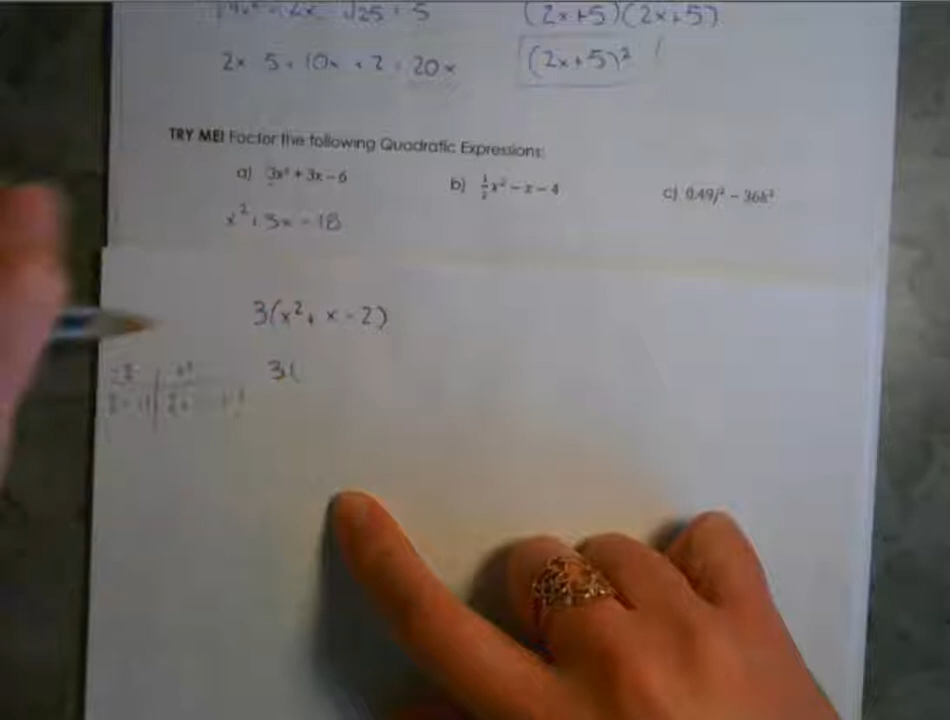 √25 = 5
(2x+5)(2x+5)
2x · 5 = 10x × 2 = 20x
(2x+5)²
TRY ME! Factor the following Quadratic Expressions:
a) 3x² + 3x - 6
b) 1/2x² - x - 4
c) 0.49j² - 36k²
x² + 3x - 18
3(x² + x - 2)
3(